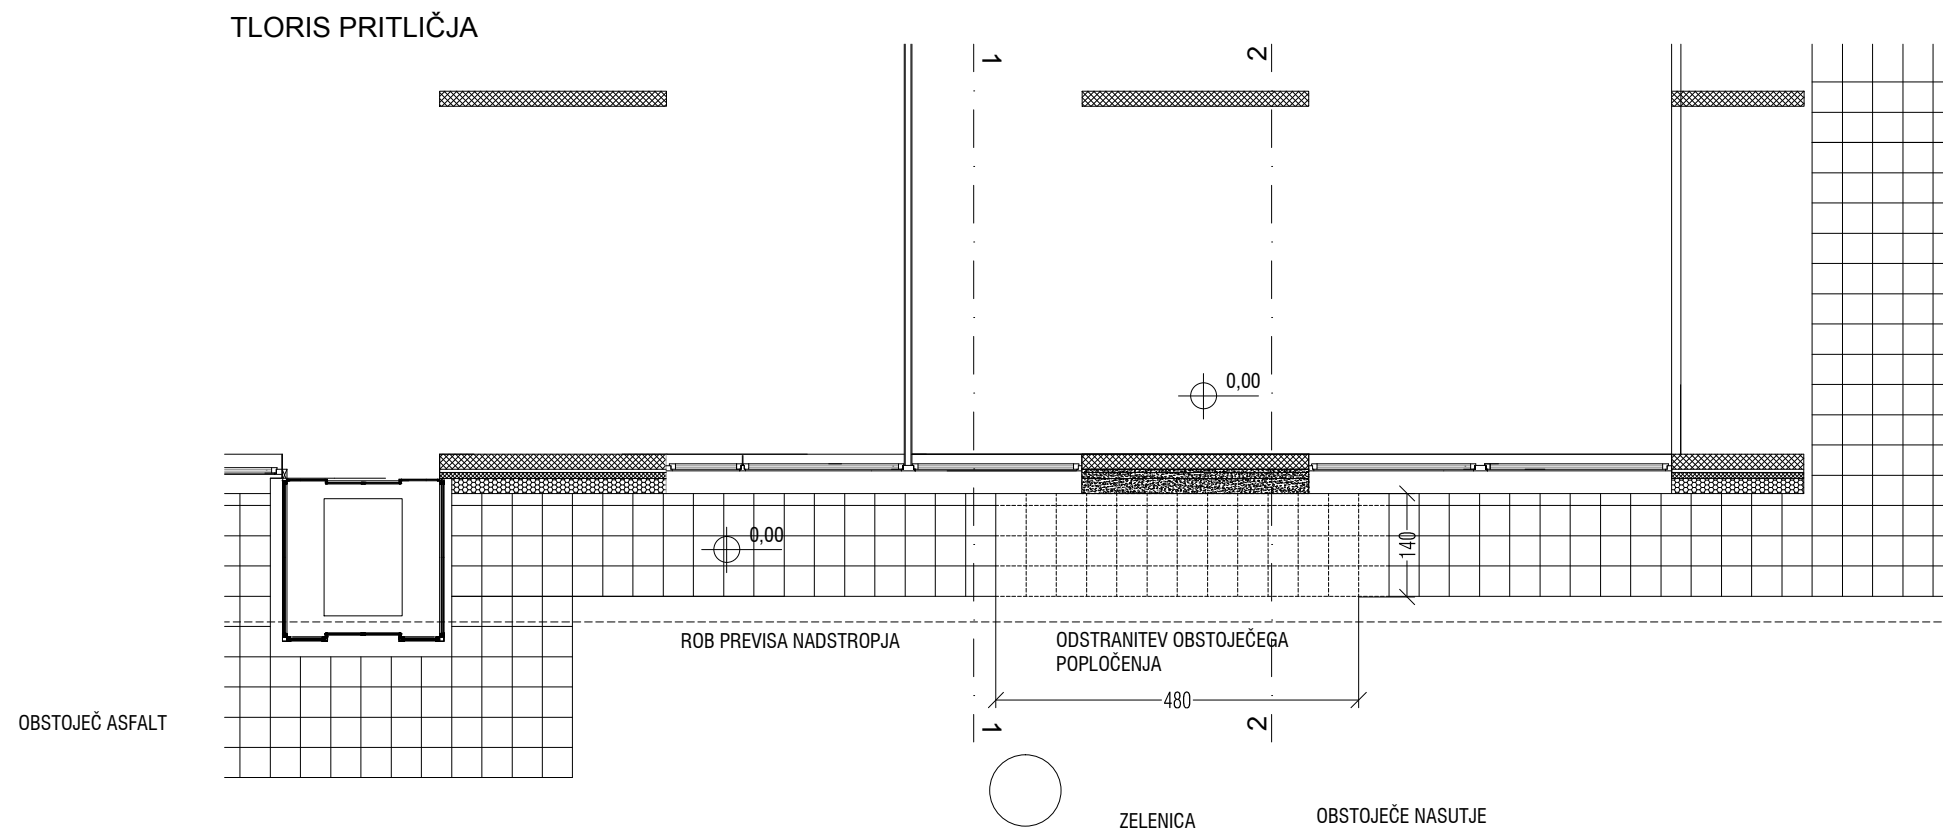 TLORIS PRITLIČJA
1
2
0,00
0,00
140
ROB PREVISA NADSTROPJA
ODSTRANITEV OBSTOJEČEGA
POPLOČENJA
480
OBSTOJEČ ASFALT
1
2
ZELENICA
OBSTOJEČE NASUTJE